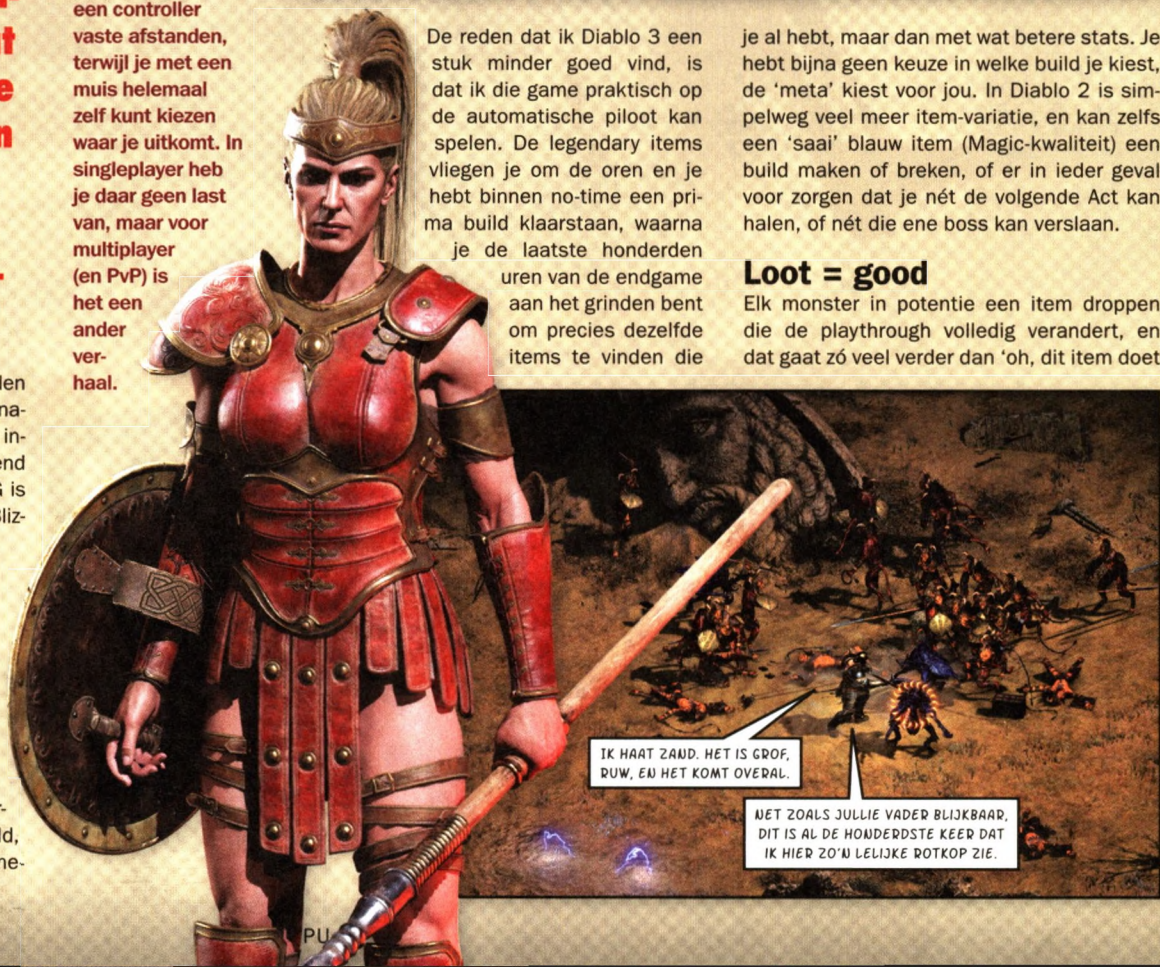 t
e
n
len
na-
in-
end
is
Bliz-
ld,
me-
een controller
vaste afstanden,
terwijl je met een
muis helemaal
zelf kunt kiezen
waar je uitkomt. In
singleplayer heb
je daar geen last
van, maar voor
multiplayer
(en PvP) is
het een
ander
ver-
haal.
De reden dat ik Diablo 3 een
stuk minder goed vind, is
dat ik die game praktisch op
de automatische piloot kan
spelen. De legendary items
vliegen je om de oren en je
hebt binnen no-time een pri-
ma build klaarstaan, waarna
je de laatste honderden
uren van de endgame
aan het grinden bent
om precies dezelfde
items te vinden die
je al hebt, maar dan met wat betere stats. Je
hebt bijna geen keuze in welke build je kiest,
de ‘meta’ kiest voor jou. In Diablo 2 is sim-
pelweg veel meer item-variatie, en kan zelfs
een ‘saai’ blauw item (Magic-kwaliteit) een
build maken of breken, of er in ieder geval
voor zorgen dat je nét de volgende Act kan
halen, of nét die ene boss kan verslaan.
Loot = good
Elk monster in potentie een item droppen
die de playthrough volledig verandert, en
dat gaat zó veel verder dan ‘oh, dit item doet
IK HAAT ZAND. HET IS GROF,
RUW, EN HET KOMT OVERAL.
NET ZOALS JULLIE VADER BLIJKBAAR,
DIT IS AL DE HONDERDSTE KEER DAT
IK HIER ZO'N LELIJKE ROTKOP ZIE.
PU